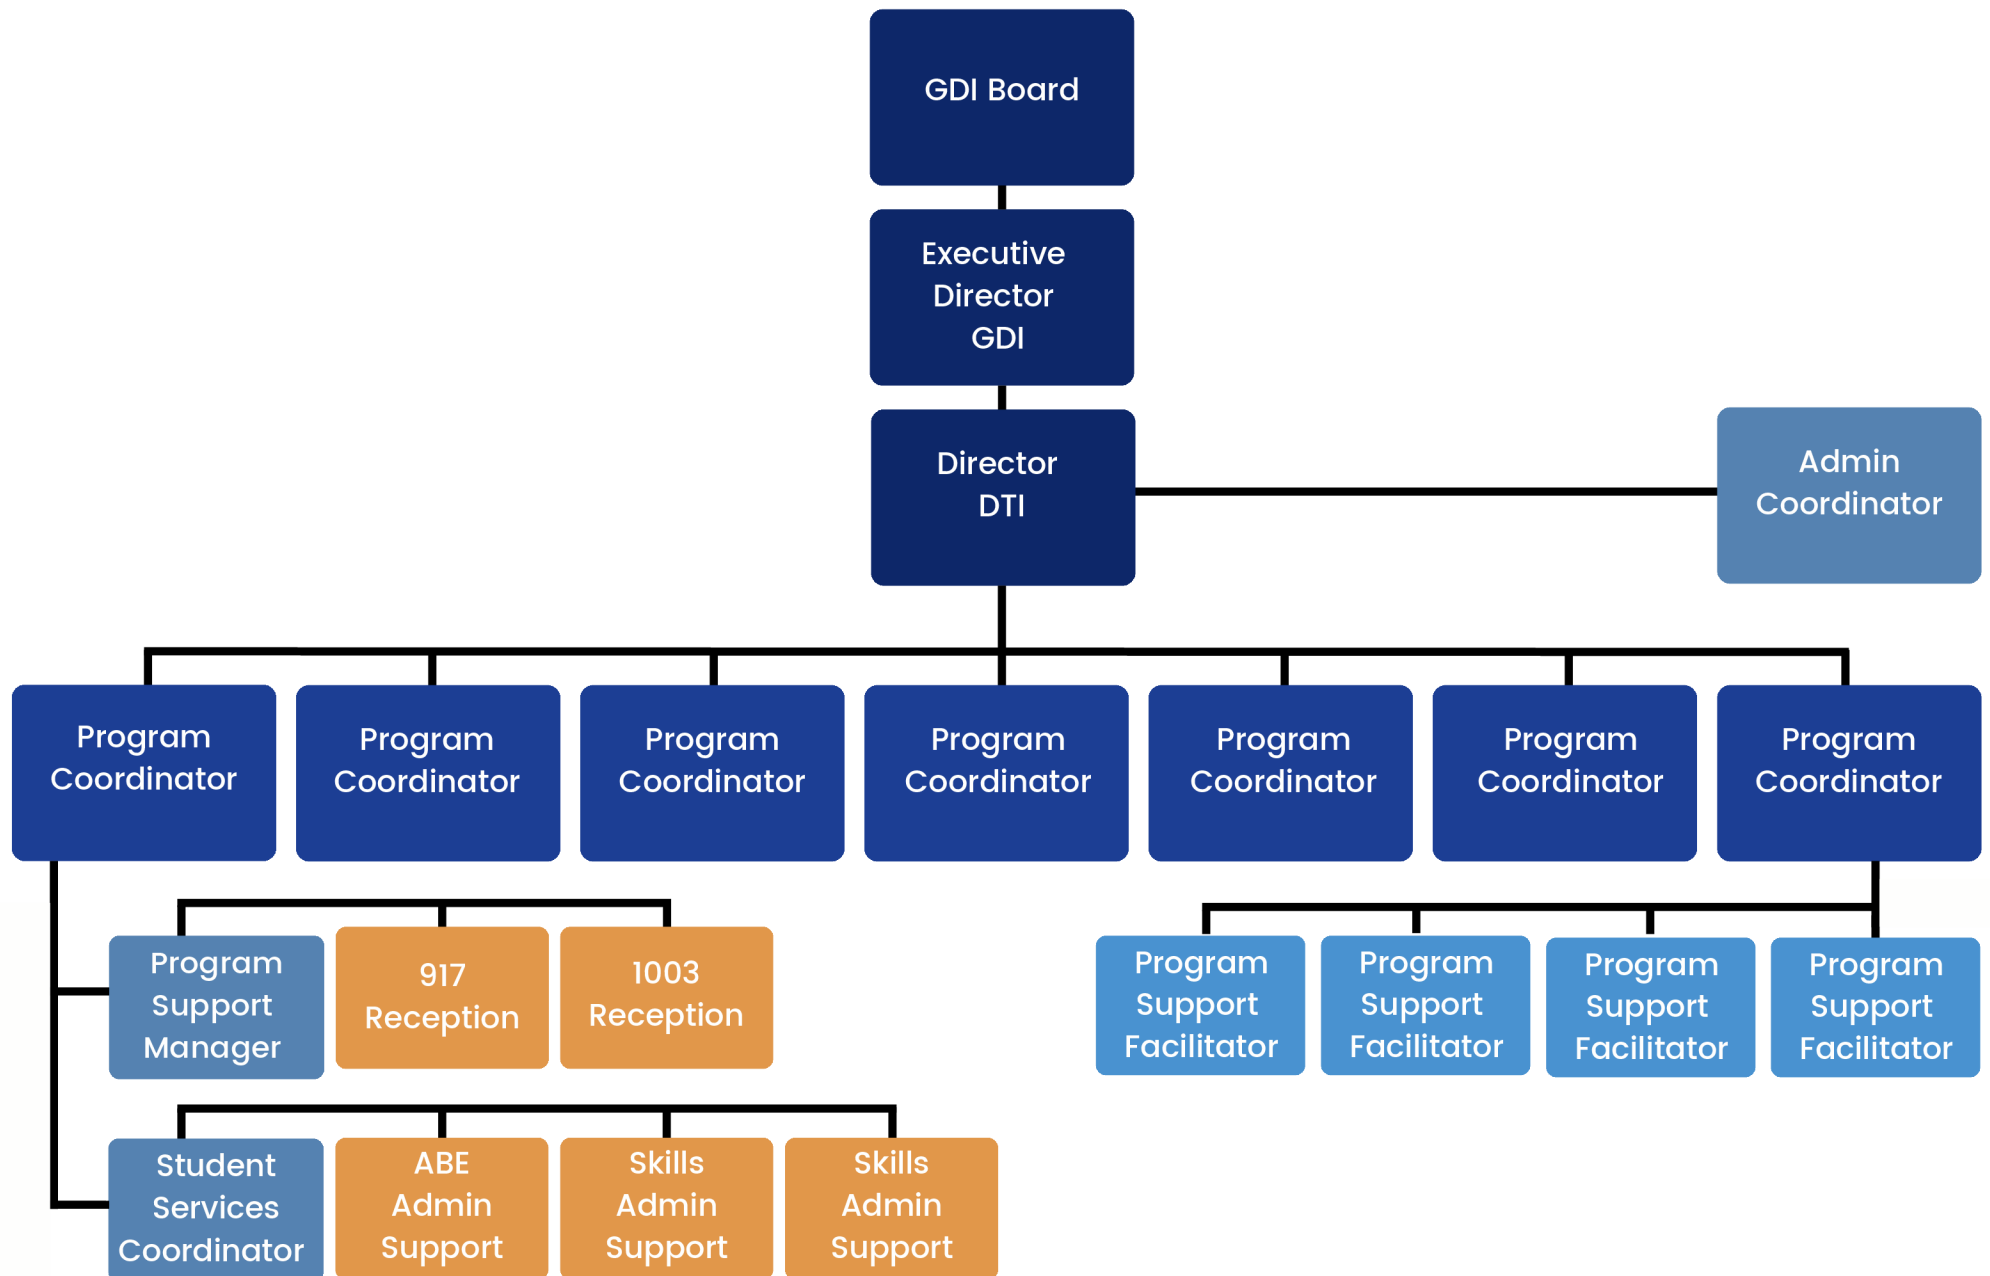 GDI Board
Executive
Director
GDI
Director
DTI
Admin
Coordinator
Program
Coordinator
Program
Coordinator
Program
Coordinator
Program
Coordinator
Program
Coordinator
Program
Coordinator
Program
Coordinator
Program
Support
Manager
917
Reception
1003
Reception
Program
Support
Facilitator
Program
Support
Facilitator
Program
Support
Facilitator
Program
Support
Facilitator
Student
Services
Coordinator
ABE
Admin
Support
Skills
Admin
Support
Skills
Admin
Support